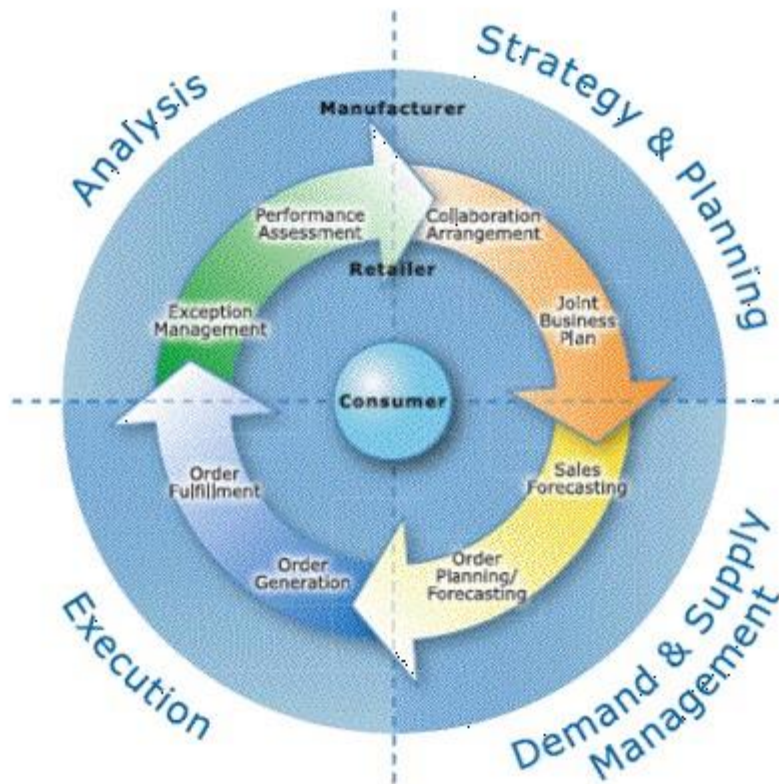 Analysis
Strategy & Planning
Manufacturer
Performance
Assessment
Collaboration
Arrangement
Retailer
Exception
Management
Joint
Business
Plan
Consumer
Order
Fulfillment
Sales
Forecasting
Order
Generation
Order
Planning/
Forecasting
Execution
Demand & Supply
Management